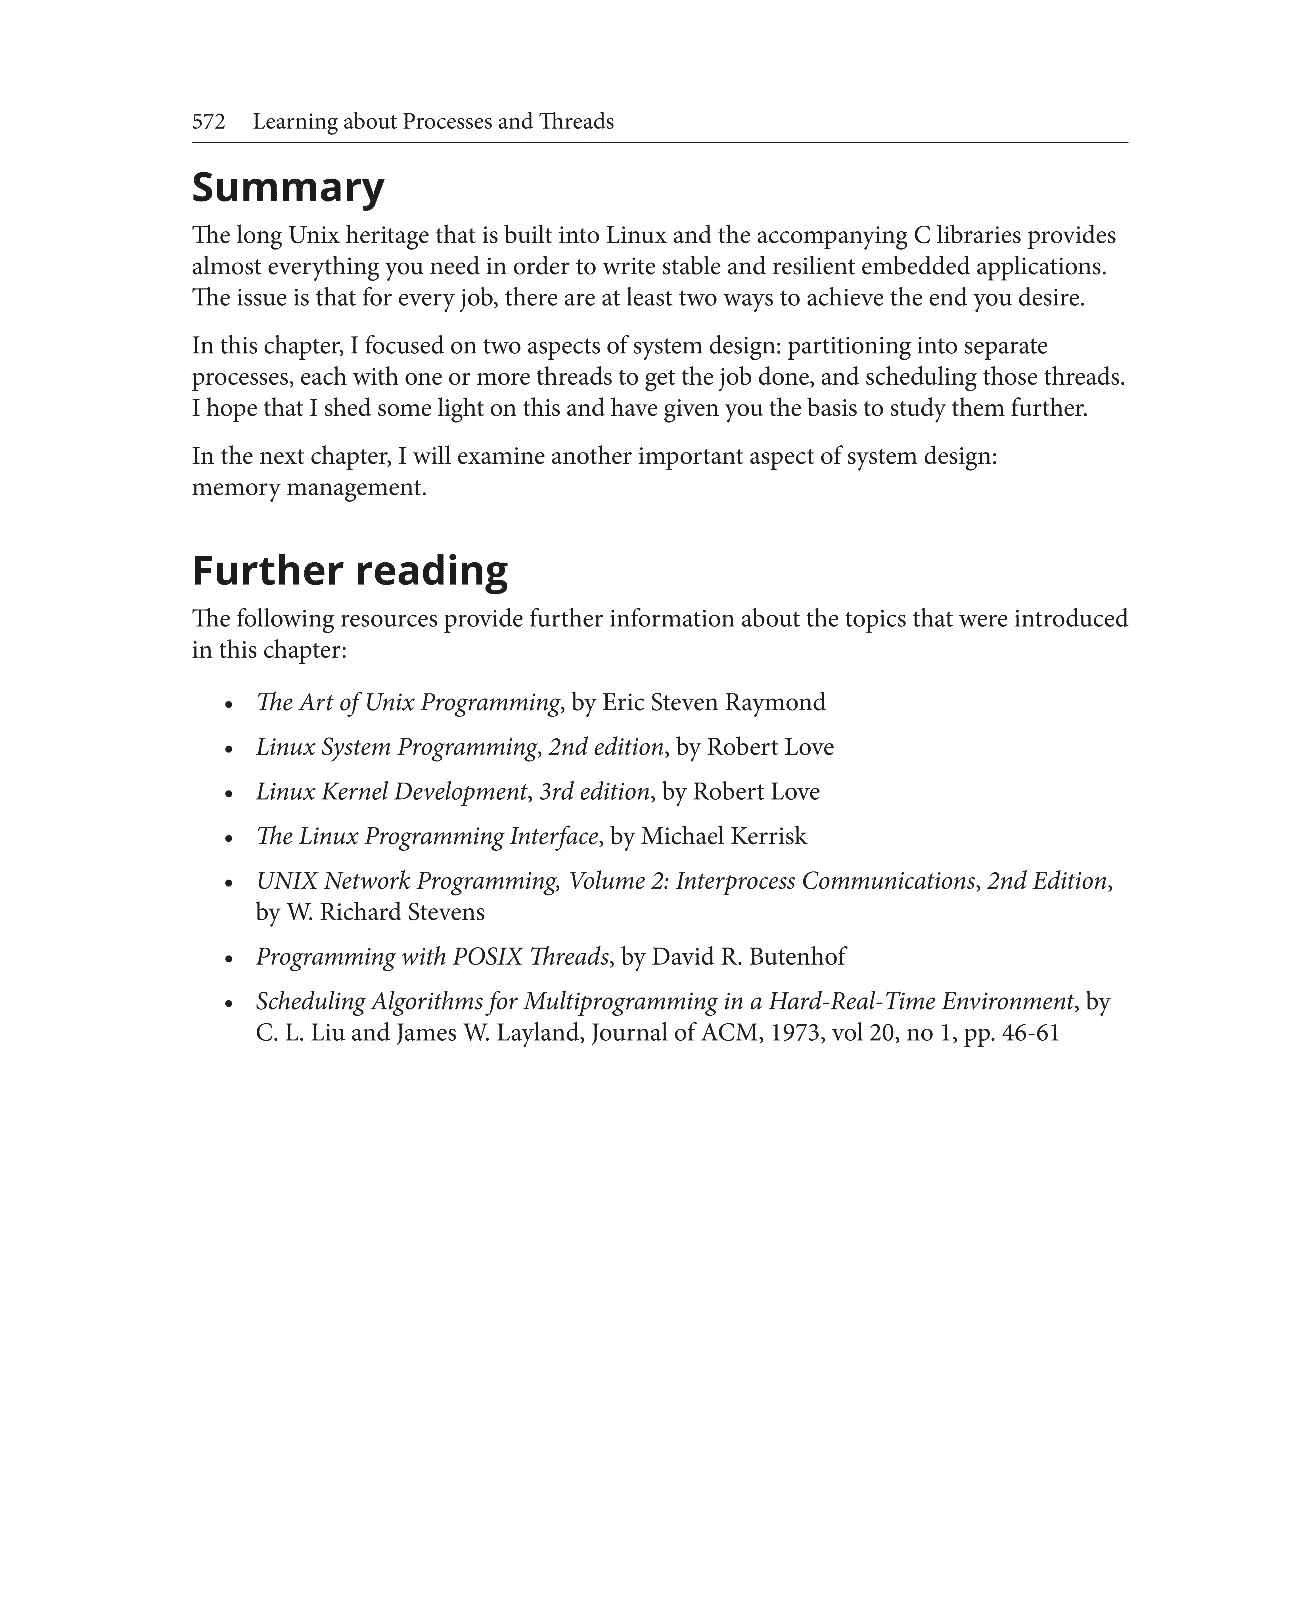 572 Learning about Processes and Threads
Summary
The long Unix heritage that is built into Linux and the accompanying C libraries provides
almost everything you need in order to write stable and resilient embedded applications.
The issue is that for every job, there are at least two ways to achieve the end you desire.
In this chapter, I focused on two aspects of system design: partitioning into separate
processes, each with one or more threads to get the job done, and scheduling those threads.
I hope that I shed some light on this and have given you the basis to study them further.
In the next chapter, I will examine another important aspect of system design:
memory management.
Further reading
The following resources provide further information about the topics that were introduced
in this chapter:
• The Art of Unix Programming, by Eric Steven Raymond
• Linux System Programming, 2nd edition, by Robert Love
• Linux Kernel Development, 3rd edition, by Robert Love
• The Linux Programming Interface, by Michael Kerrisk
• UNIX Network Programming, Volume 2: Interprocess Communications, 2nd Edition,
by W. Richard Stevens
• Programming with POSIX Threads, by David R. Butenhof
• Scheduling Algorithms for Multiprogramming in a Hard-Real-Time Environment, by
C. L. Liu and James W. Layland, Journal of ACM, 1973, vol 20, no 1, pp. 46-61